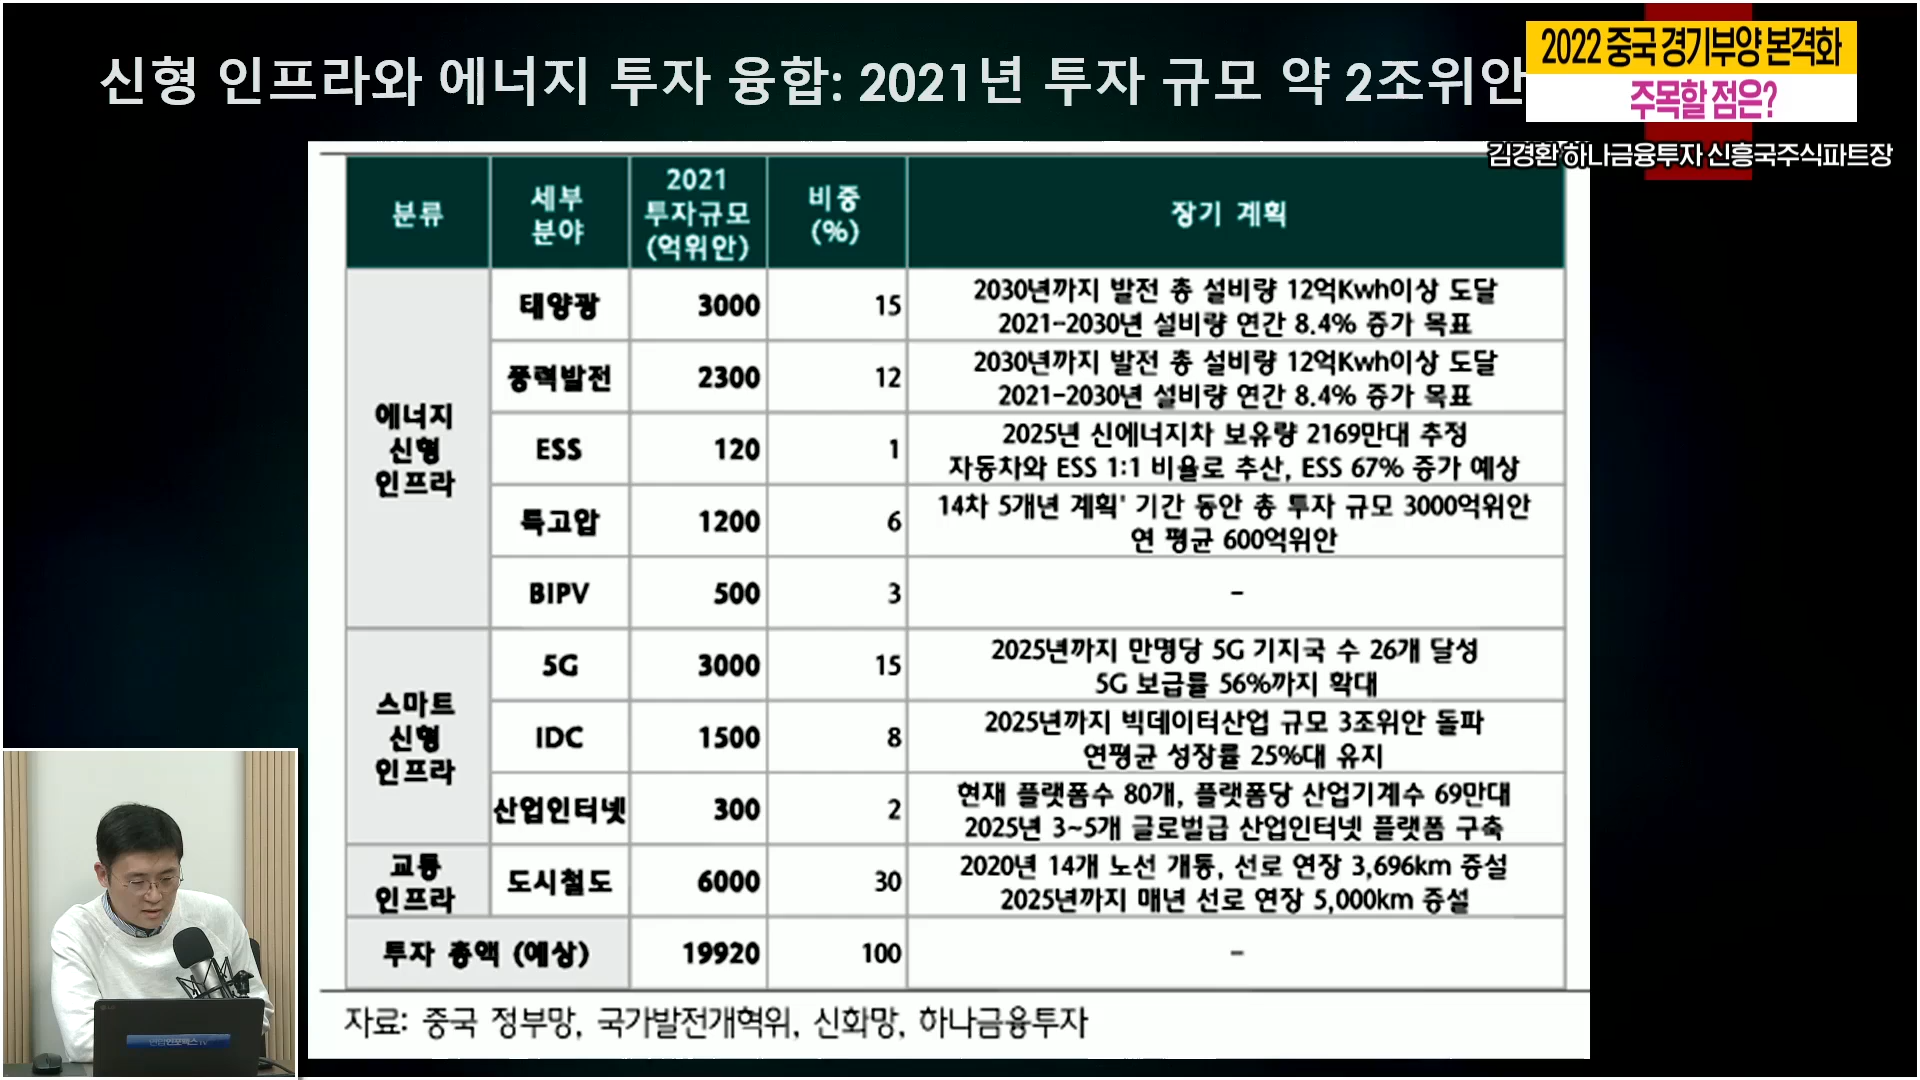 신형 인프라와 에너지 투자 융합: 2021년 투자 규모 약 2조위안
2022 중국 경기부양 본격화
주목할 점은?
김경환 하나금융투자 신흥국주식파트장
분류
세부
분야
2021
투자규모
(억위안)
비중
(%)
장기 계획
에너지
신형
인프라
태양광
3000
15
2030년까지 발전 총 설비량 12억Kwh이상 도달
2021-2030년 설비량 연간 8.4% 증가 목표
풍력발전
2300
12
2030년까지 발전 총 설비량 12억Kwh이상 도달
2021-2030년 설비량 연간 8.4% 증가 목표
ESS
120
1
2025년 신에너지차 보유량 2169만대 추정
자동차와 ESS 1:1 비율로 추산, ESS 67% 증가 예상
특고압
1200
6
14차 5개년 계획' 기간 동안 총 투자 규모 3000억위안
연 평균 600억위안
BIPV
500
3
-
스마트
신형
인프라
5G
3000
15
2025년까지 만명당 5G 기지국 수 26개 달성
5G 보급률 56%까지 확대
IDC
1500
8
2025년까지 빅데이터산업 규모 3조위안 돌파
연평균 성장률 25%대 유지
산업인터넷
300
2
현재 플랫폼수 80개, 플랫폼당 산업기계수 69만대
2025년 3~5개 글로벌급 산업인터넷 플랫폼 구축
교통
인프라
도시철도
6000
30
2020년 14개 노선 개통, 선로 연장 3,696km 증설
2025년까지 매년 선로 연장 5,000km 증설
투자 총액 (예상)
19920
100
-
자료: 중국 정부망, 국가발전개혁위, 신화망, 하나금융투자
연합인포맥스TV